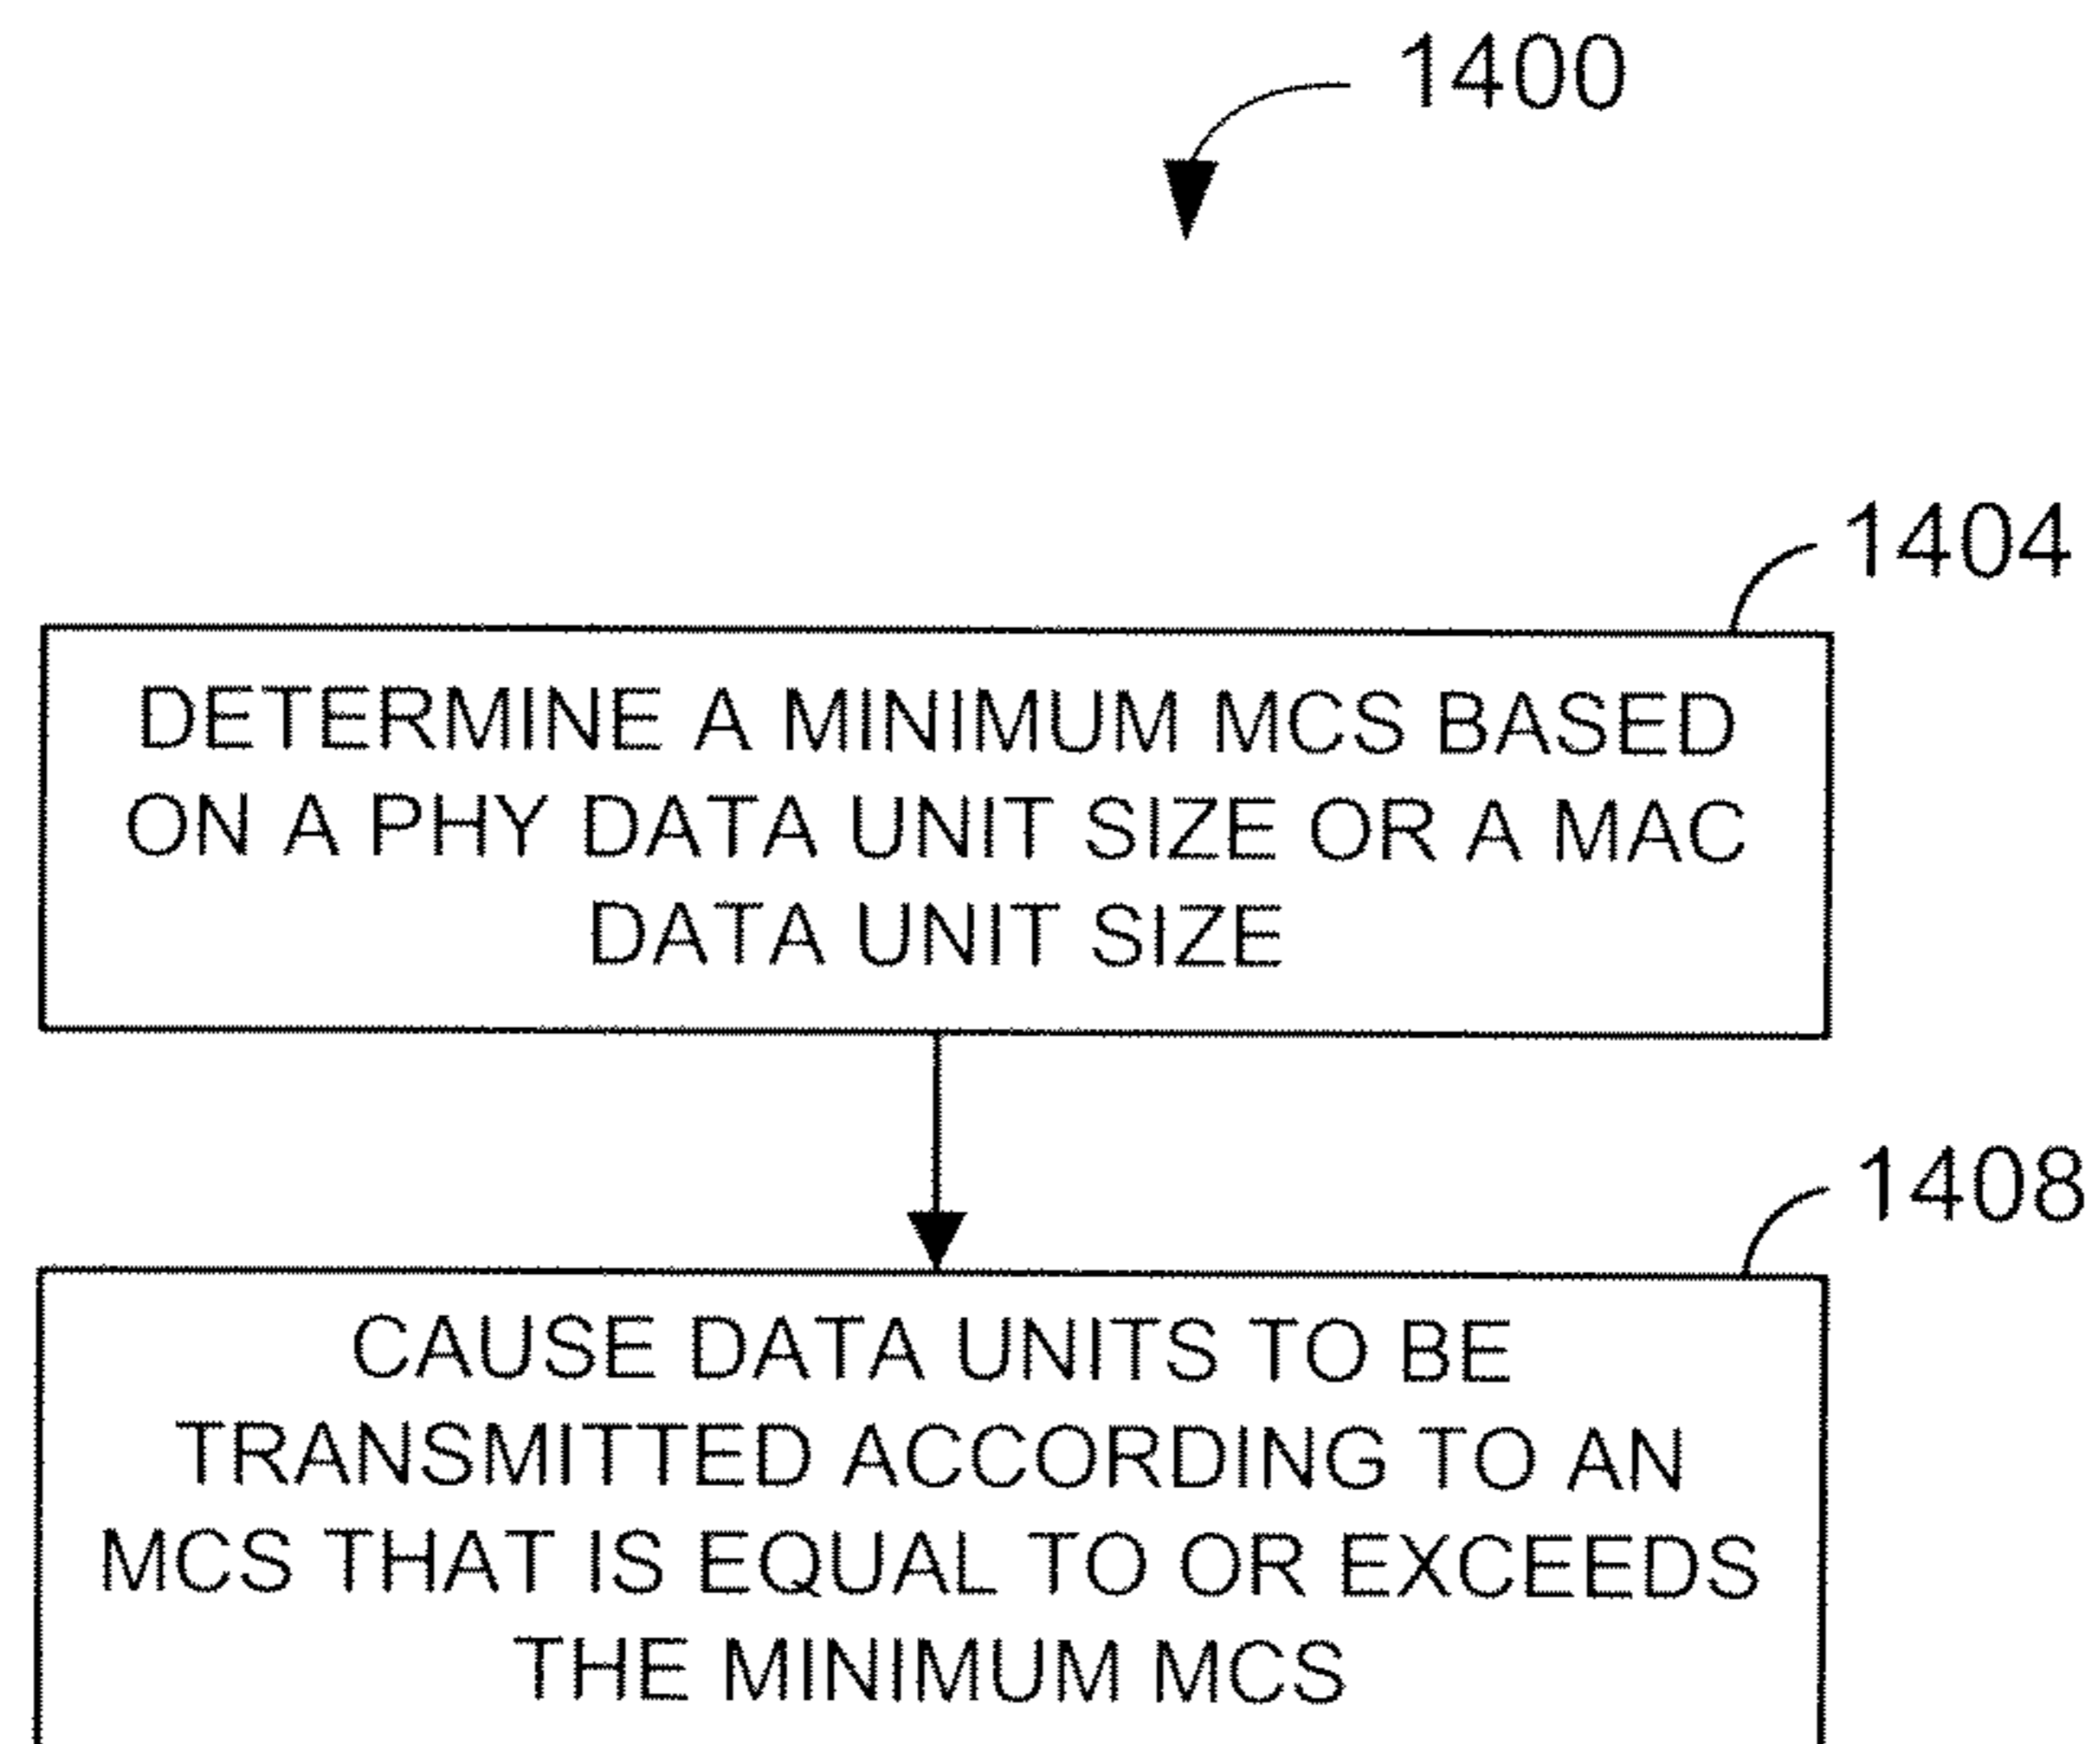 1400
1404
DETERMINE A MINIMUM MCS BASED
ON A PHY DATA UNIT SIZE OR A MAC
DATA UNIT SIZE
1408
CAUSE DATA UNITS TO BE
TRANSMITTED ACCORDING TO AN
MCS THAT IS EQUAL TO OR EXCEEDS
THE MINIMUM MCS